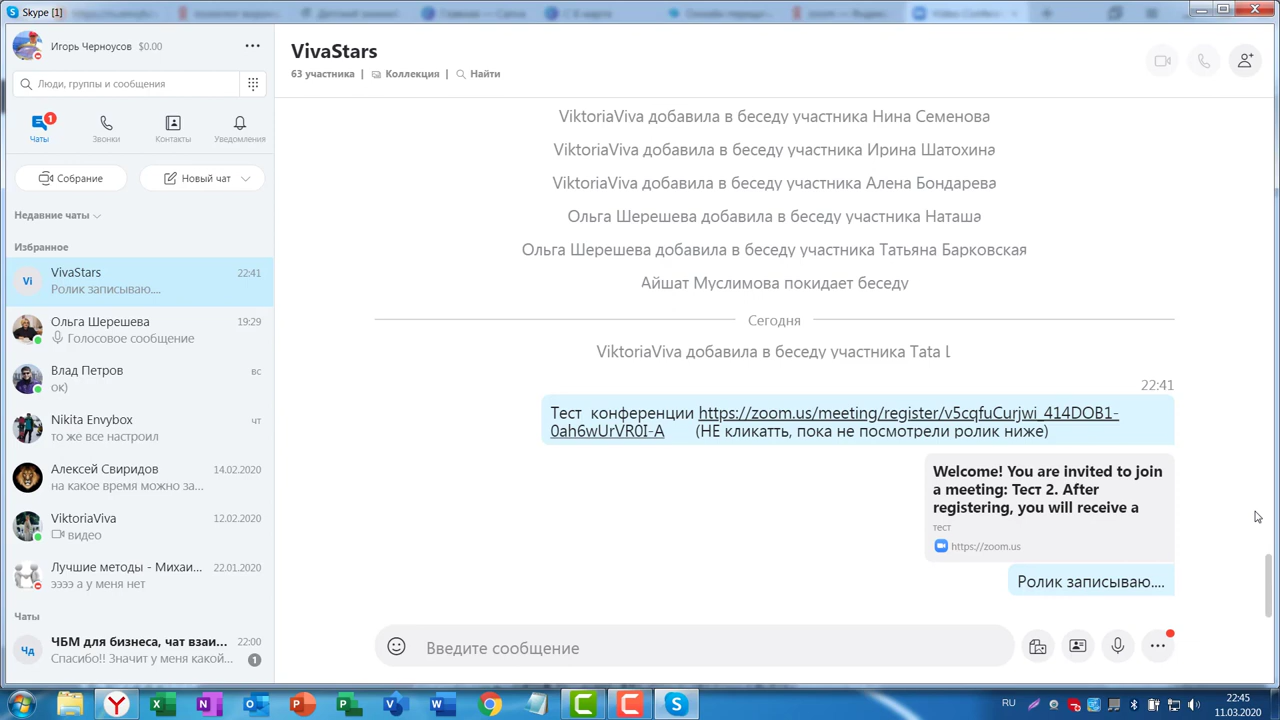 Skype [1]
Игорь Черноусов $0.00
Люди, группы и сообщения
1
Чаты
Звонки
Контакты
Уведомления
Собрание
Новый чат
Недавние чаты
Избранное
Vi
VivaStars 22:41
Ролик записываю....
Ольга Шерешева 19:29
Голосовое сообщение
Влад Петров вс
ок)
Nikita Envybox чт
то же все настроил
Алексей Свиридов 14.02.2020
на какое время можно за...
ViktoriaViva 12.02.2020
видео
Лучшие методы - Михаи... 22.01.2020
ээээ а у меня нет
Чаты
Чд
ЧБМ для бизнеса, чат взаи... 22:00
Спасибо!! Значит у меня какой... 1
VivaStars
63 участника | Коллекция | Найти
ViktoriaViva добавила в беседу участника Нина Семенова
ViktoriaViva добавила в беседу участника Ирина Шатохина
ViktoriaViva добавила в беседу участника Алена Бондарева
Ольга Шерешева добавила в беседу участника Наташа
Ольга Шерешева добавила в беседу участника Татьяна Барковская
Айшат Муслимова покидает беседу
Сегодня
ViktoriaViva добавила в беседу участника Tata L
22:41
Тест конференции https://zoom.us/meeting/register/v5cqfuCurjwi_414DOB1-
0ah6wUrVR0I-A (НЕ кликатть, пока не посмотрели ролик ниже)
Welcome! You are invited to join
a meeting: Тест 2. After
registering, you will receive a
тест
https://zoom.us
Ролик записываю....
Введите сообщение
RU
22:45
11.03.2020